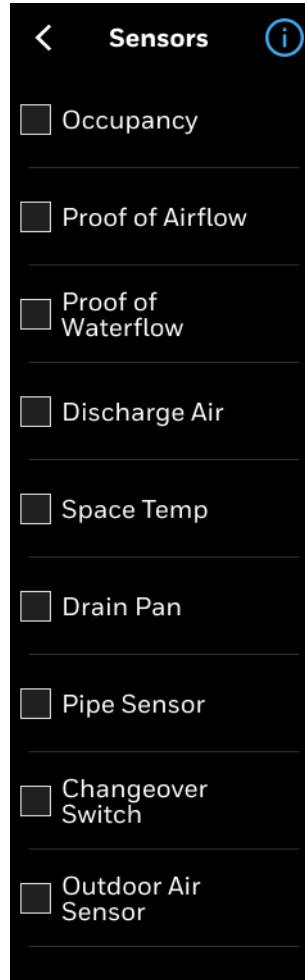 Sensors
Occupancy
Proof of Airflow
Proof of
Waterflow
Discharge Air
Space Temp
Drain Pan
Pipe Sensor
Changeover
Switch
Outdoor Air
Sensor